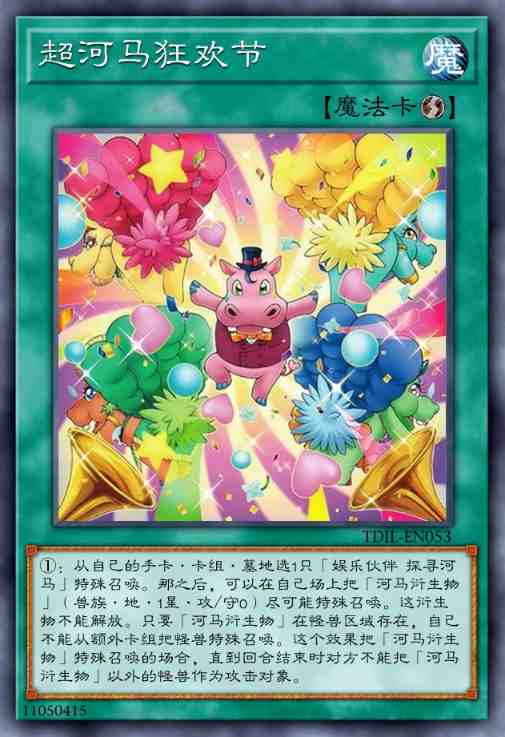 超河马狂欢节
魔
【魔法卡】
TDIL-EN053
①：从自己的手卡·卡组·墓地选1只「娱乐伙伴 探寻河
马」特殊召唤。那之后，可以在自己场上把「河马衍生物
」（兽族·地·1星·攻/守0）尽可能特殊召唤。这衍生
物不能解放。只要「河马衍生物」在怪兽区域存在，自己
不能从额外卡组把怪兽特殊召唤。这个效果把「河马衍生
物」特殊召唤的场合，直到回合结束时对方不能把「河马
衍生物」以外的怪兽作为攻击对象。
11050415